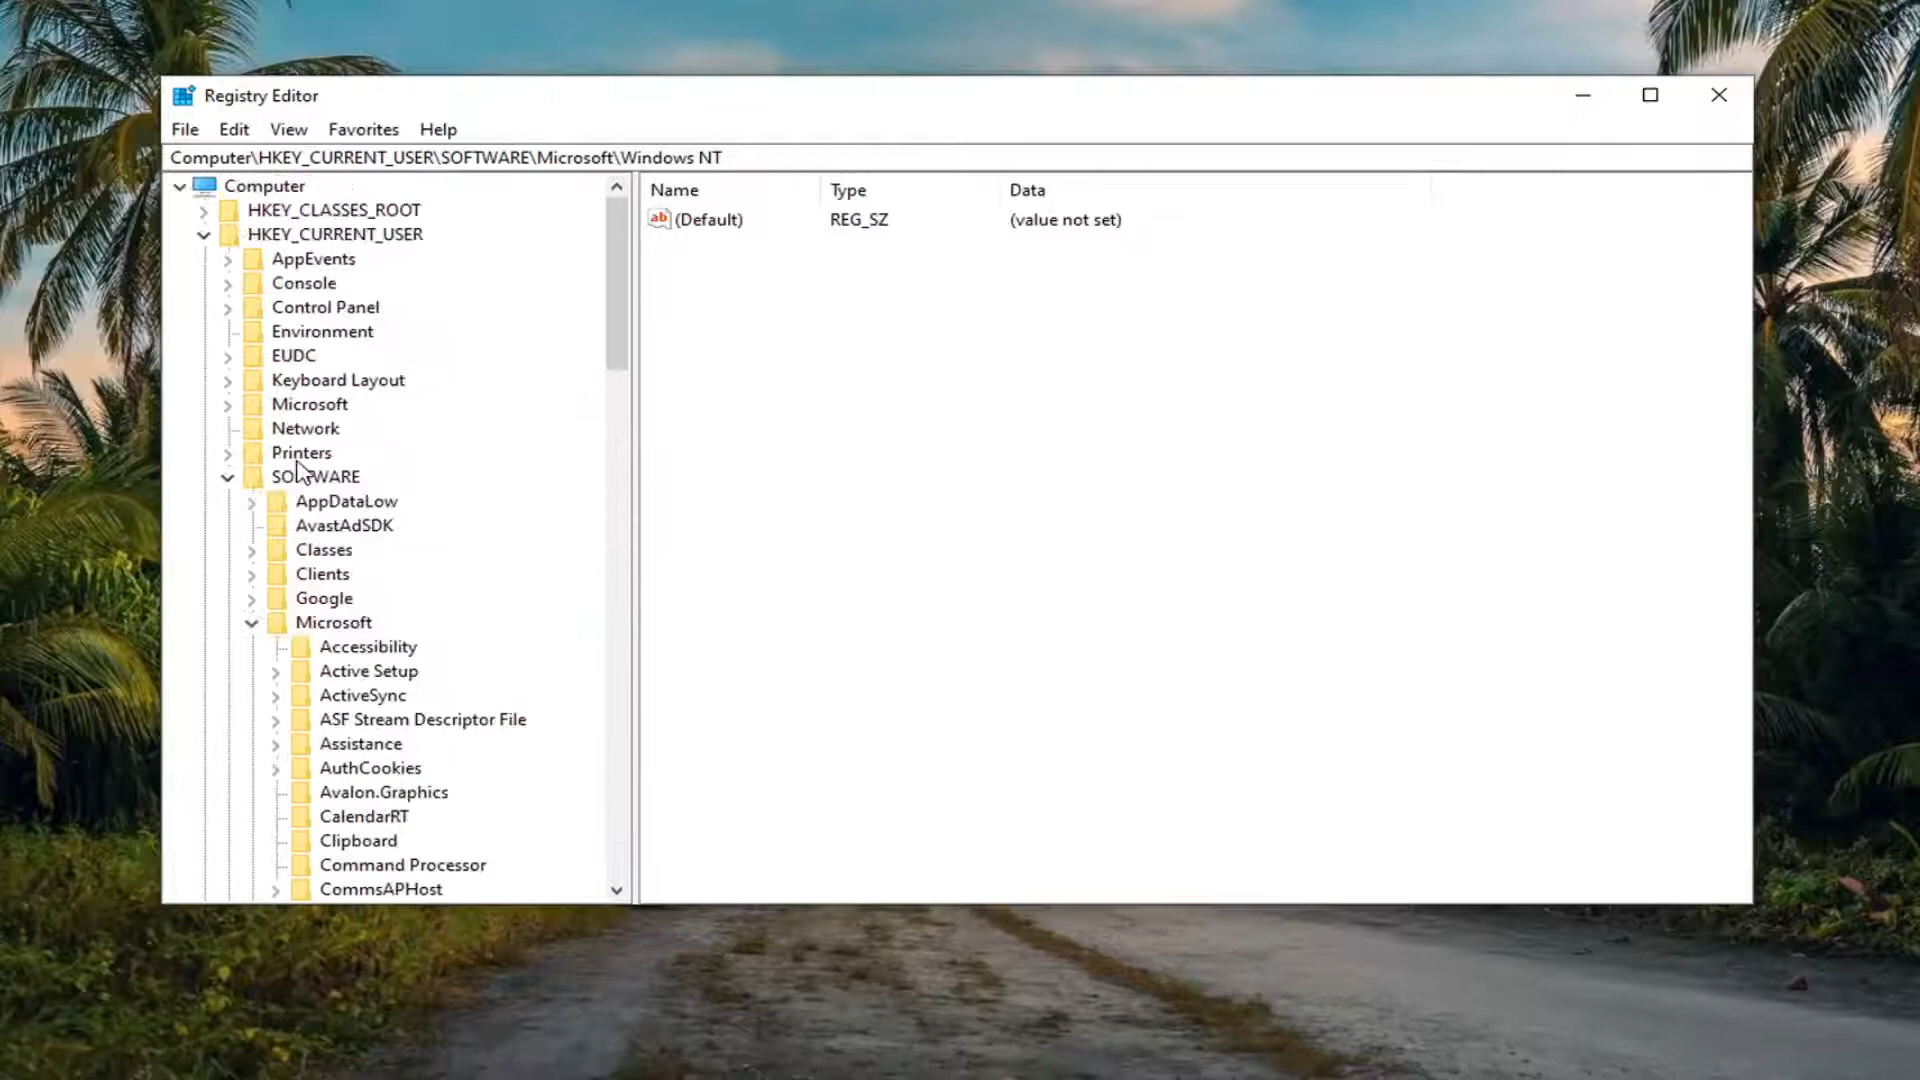 Registry Editor
File Edit View Favorites Help
Computer\HKEY_CURRENT_USER\SOFTWARE\Microsoft\Windows NT
Computer
HKEY_CLASSES_ROOT
HKEY_CURRENT_USER
AppEvents
Console
Control Panel
Environment
EUDC
Keyboard Layout
Microsoft
Network
Printers
SOFTWARE
AppDataLow
AvastAdSDK
Classes
Clients
Google
Microsoft
Accessibility
Active Setup
ActiveSync
ASF Stream Descriptor File
Assistance
AuthCookies
Avalon.Graphics
CalendarRT
Clipboard
Command Processor
CommsAPHost
Name Type Data
ab (Default) REG_SZ (value not set)